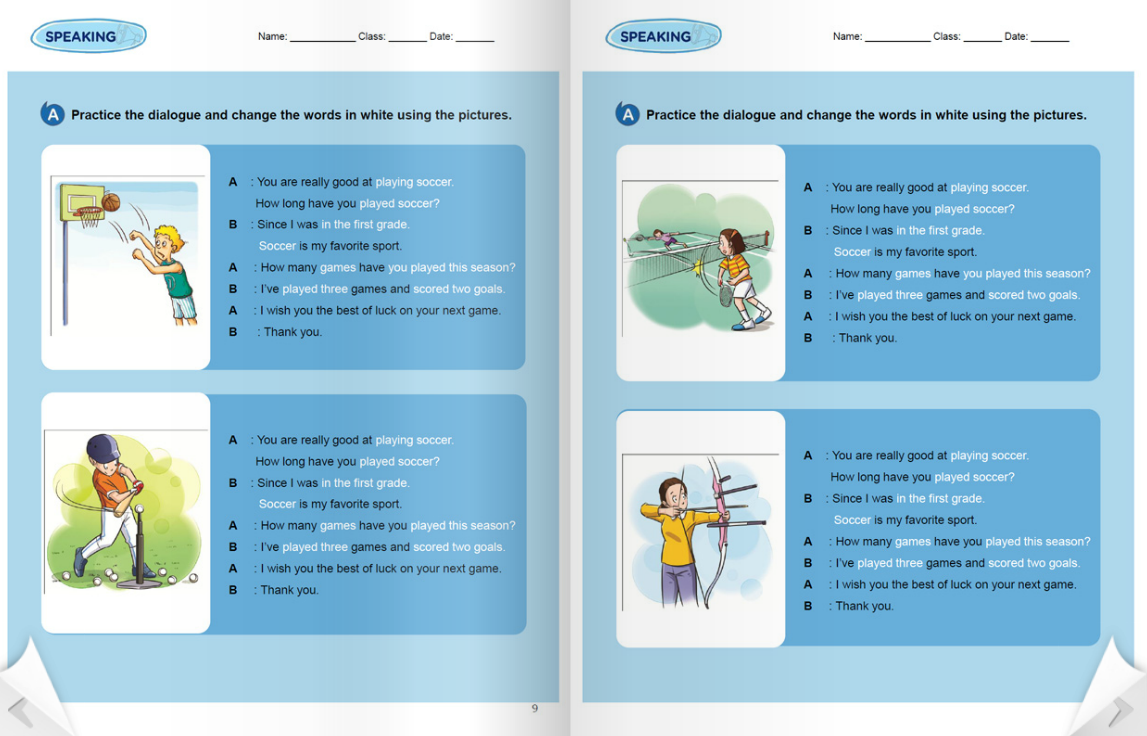 SPEAKING
Name: ___________ Class: ______ Date: ______
A Practice the dialogue and change the words in white using the pictures.
A : You are really good at playing soccer.
How long have you played soccer?
B : Since I was in the first grade.
Soccer is my favorite sport.
A : How many games have you played this season?
B : I've played three games and scored two goals.
A : I wish you the best of luck on your next game.
B : Thank you.
A : You are really good at playing soccer.
How long have you played soccer?
B : Since I was in the first grade.
Soccer is my favorite sport.
A : How many games have you played this season?
B : I've played three games and scored two goals.
A : I wish you the best of luck on your next game.
B : Thank you.
9
SPEAKING
Name: ___________ Class: ______ Date: ______
A Practice the dialogue and change the words in white using the pictures.
A : You are really good at playing soccer.
How long have you played soccer?
B : Since I was in the first grade.
Soccer is my favorite sport.
A : How many games have you played this season?
B : I've played three games and scored two goals.
A : I wish you the best of luck on your next game.
B : Thank you.
A : You are really good at playing soccer.
How long have you played soccer?
B : Since I was in the first grade.
Soccer is my favorite sport.
A : How many games have you played this season?
B : I've played three games and scored two goals.
A : I wish you the best of luck on your next game.
B : Thank you.